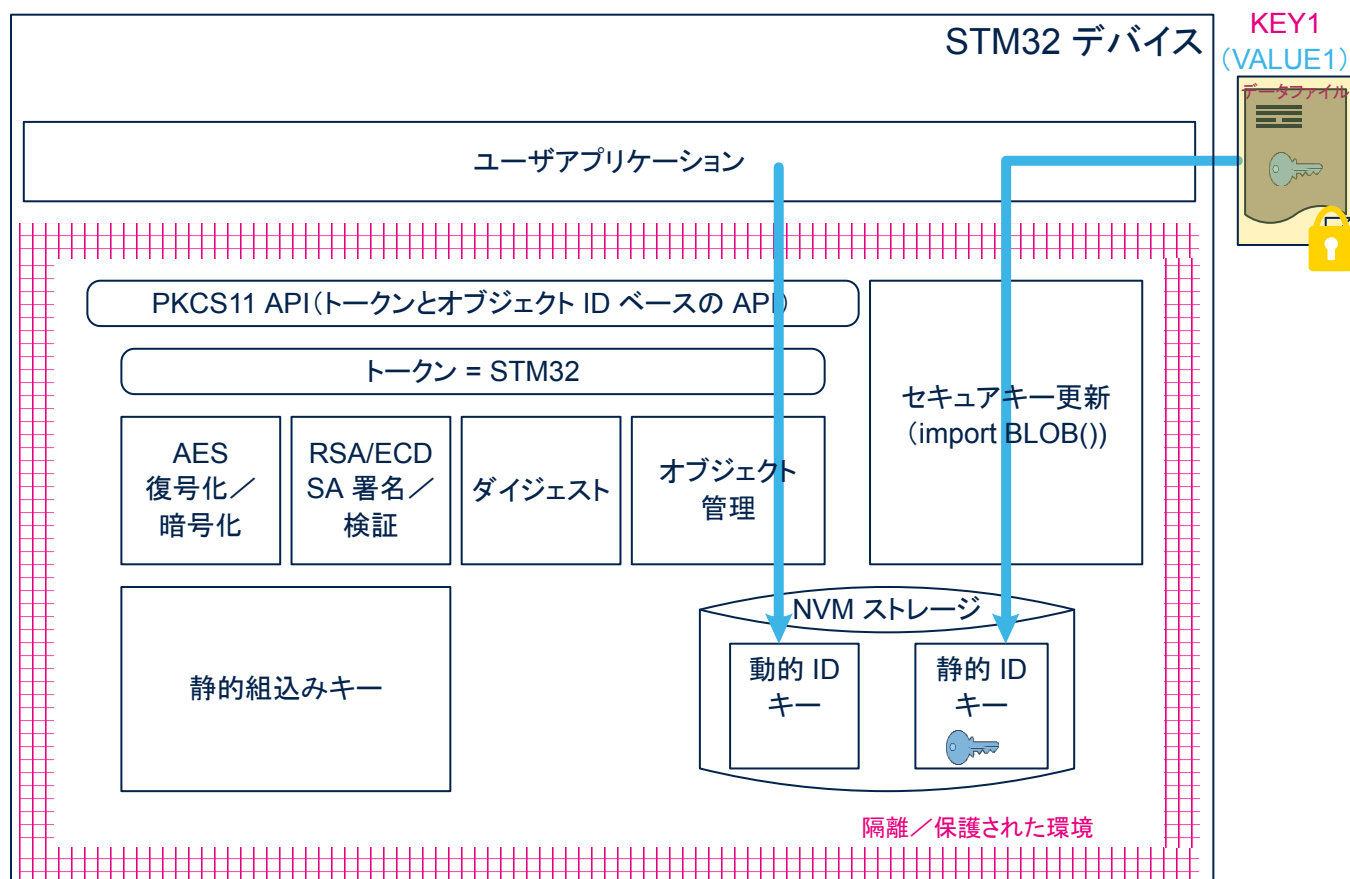 STM32 デバイス
KEY1
（VALUE1）
データファイル
ユーザアプリケーション
PKCS11 API（トークンとオブジェクト ID ベースの API）
トークン = STM32
AES
復号化／
暗号化
RSA/ECD
SA 署名／
検証
ダイジェスト
オブジェクト
管理
セキュアキー更新
（import BLOB()）
静的組込みキー
NVM ストレージ
動的 ID
キー
静的 ID
キー
隔離／保護された環境